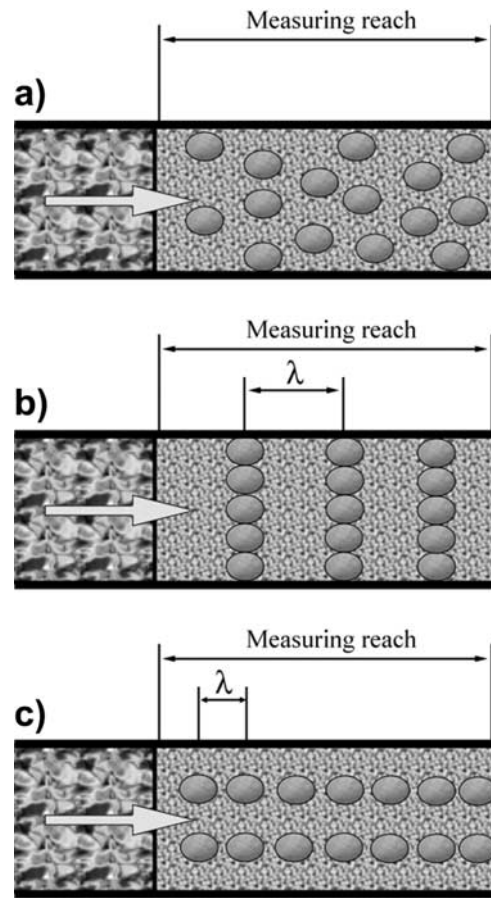 Measuring reach
a)
Measuring reach
λ
b)
Measuring reach
λ
c)